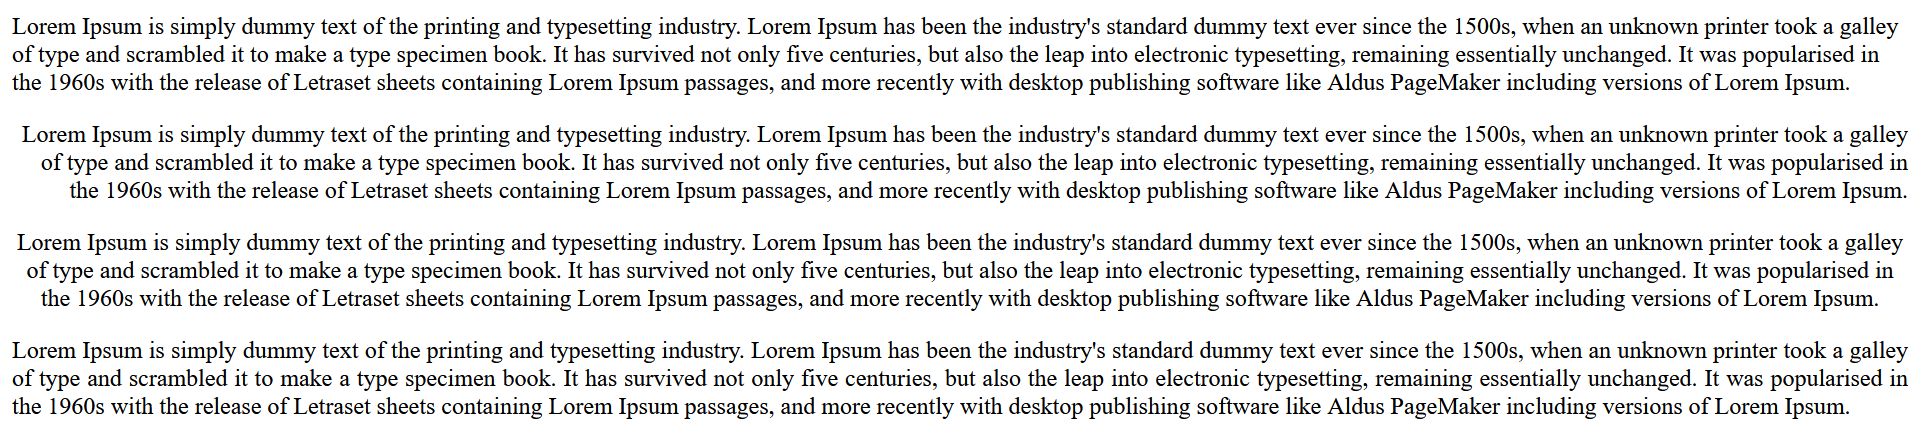 Lorem Ipsum is simply dummy text of the printing and typesetting industry. Lorem Ipsum has been the industry's standard dummy text ever since the 1500s, when an unknown printer took a galley
of type and scrambled it to make a type specimen book. It has survived not only five centuries, but also the leap into electronic typesetting, remaining essentially unchanged. It was popularised in
the 1960s with the release of Letraset sheets containing Lorem Ipsum passages, and more recently with desktop publishing software like Aldus PageMaker including versions of Lorem Ipsum.
Lorem Ipsum is simply dummy text of the printing and typesetting industry. Lorem Ipsum has been the industry's standard dummy text ever since the 1500s, when an unknown printer took a galley
of type and scrambled it to make a type specimen book. It has survived not only five centuries, but also the leap into electronic typesetting, remaining essentially unchanged. It was popularised in
the 1960s with the release of Letraset sheets containing Lorem Ipsum passages, and more recently with desktop publishing software like Aldus PageMaker including versions of Lorem Ipsum.
Lorem Ipsum is simply dummy text of the printing and typesetting industry. Lorem Ipsum has been the industry's standard dummy text ever since the 1500s, when an unknown printer took a galley
of type and scrambled it to make a type specimen book. It has survived not only five centuries, but also the leap into electronic typesetting, remaining essentially unchanged. It was popularised in
the 1960s with the release of Letraset sheets containing Lorem Ipsum passages, and more recently with desktop publishing software like Aldus PageMaker including versions of Lorem Ipsum.
Lorem Ipsum is simply dummy text of the printing and typesetting industry. Lorem Ipsum has been the industry's standard dummy text ever since the 1500s, when an unknown printer took a galley
of type and scrambled it to make a type specimen book. It has survived not only five centuries, but also the leap into electronic typesetting, remaining essentially unchanged. It was popularised in
the 1960s with the release of Letraset sheets containing Lorem Ipsum passages, and more recently with desktop publishing software like Aldus PageMaker including versions of Lorem Ipsum.